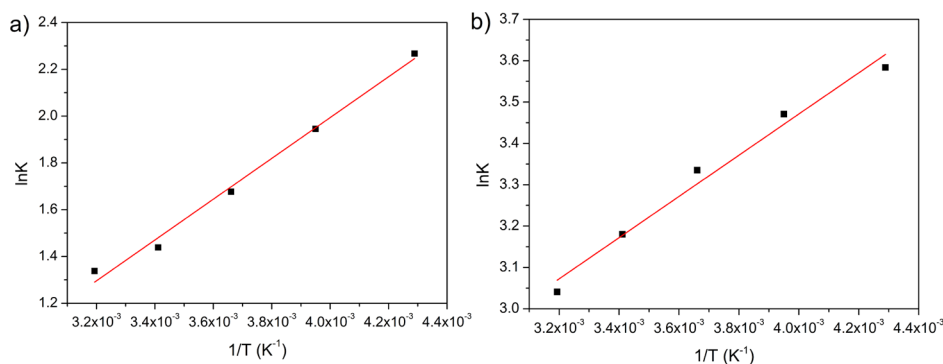 a)
2.4
2.2
2.0
1.8
1.6
1.4
1.2
lnK
3.2x10⁻³ 3.4x10⁻³ 3.6x10⁻³ 3.8x10⁻³ 4.0x10⁻³ 4.2x10⁻³ 4.4x10⁻³
1/T (K⁻¹)
b)
3.7
3.6
3.5
3.4
3.3
3.2
3.1
3.0
lnK
3.2x10⁻³ 3.4x10⁻³ 3.6x10⁻³ 3.8x10⁻³ 4.0x10⁻³ 4.2x10⁻³ 4.4x10⁻³
1/T (K⁻¹)